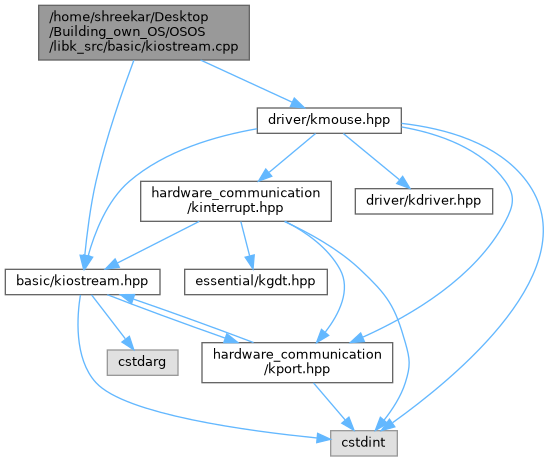 /home/shreekar/Desktop
/Building_own_OS/OSOS
/libk_src/basic/kiostream.cpp
driver/kmouse.hpp
hardware_communication
/kinterrupt.hpp
driver/kdriver.hpp
basic/kiostream.hpp
essential/kgdt.hpp
cstdarg
hardware_communication
/kport.hpp
cstdint